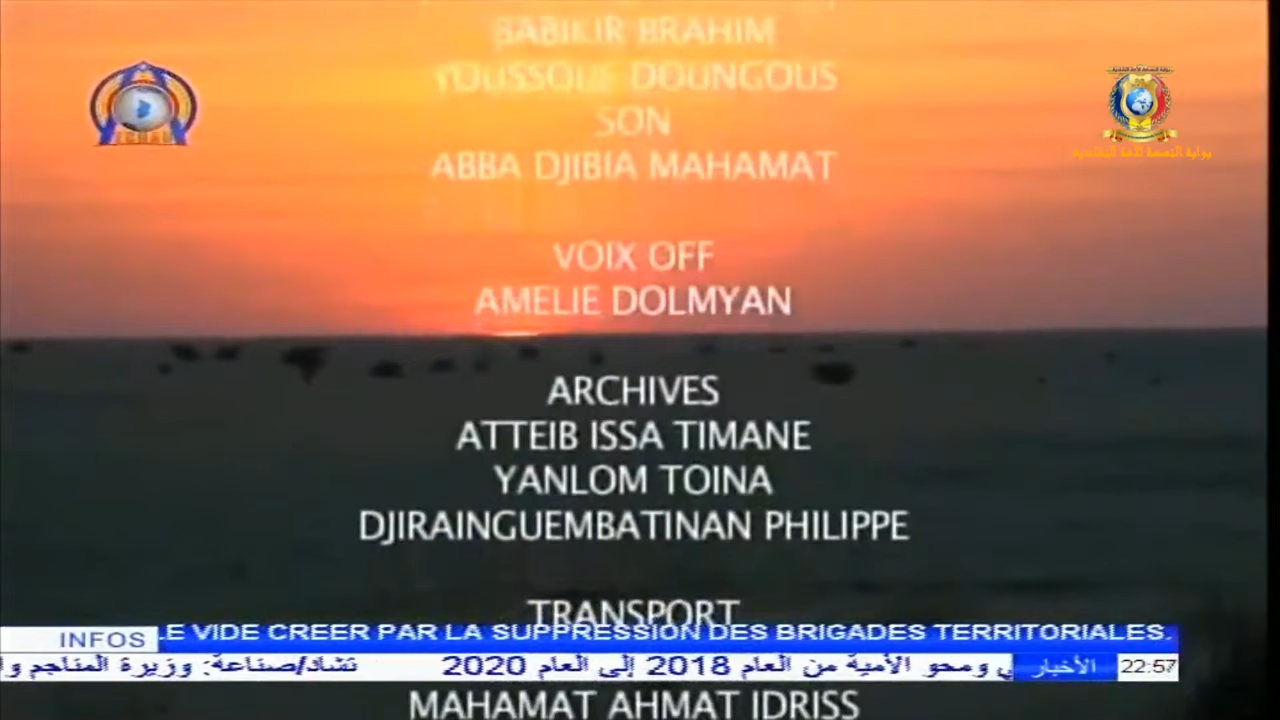 BABIKIR BRAHIM
YOUSSOUF DOUNGOUS
SON
ABBA DJIBIA MAHAMAT
VOIX OFF
AMELIE DOLMYAN
ARCHIVES
ATTEIB ISSA TIMANE
YANLOM TOINA
DJIRAINGUEMBATINAN PHILIPPE
TRANSPORT
INFOS
LE VIDE CREER PAR LA SUPPRESSION DES BRIGADES TERRITORIALES.
الأخبار
ي ومحو الأمية من العام 2018 إلى العام 2020 تشاد/صناعة: وزيرة المناجم وا
22:57
MAHAMAT AHMAT IDRISS